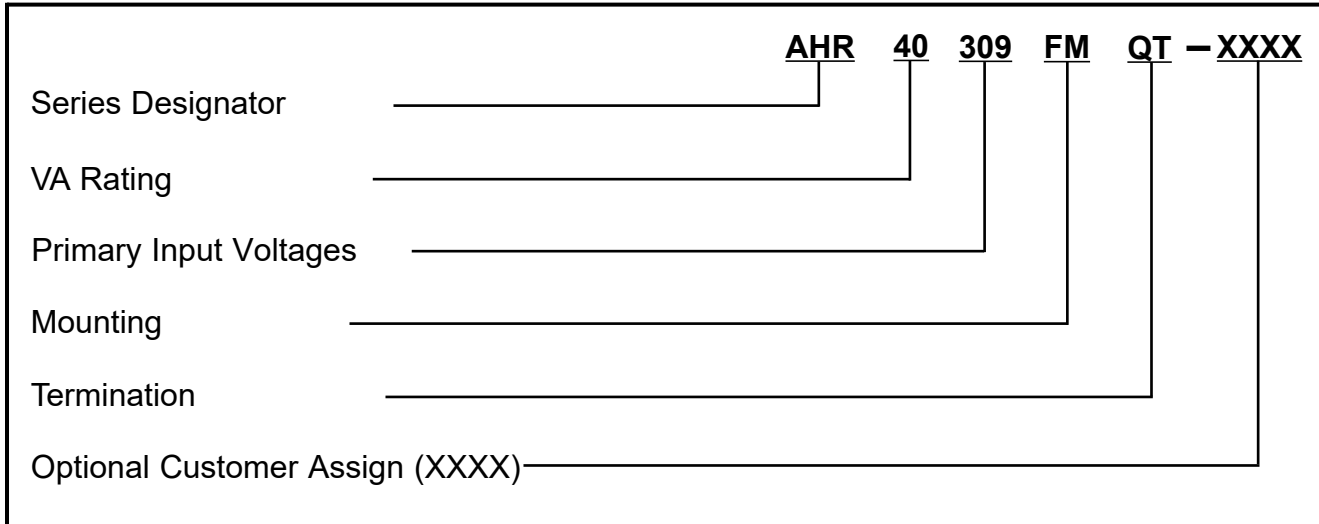 AHR 40 309 FM QT – XXXX
Series Designator
VA Rating
Primary Input Voltages
Mounting
Termination
Optional Customer Assign (XXXX)